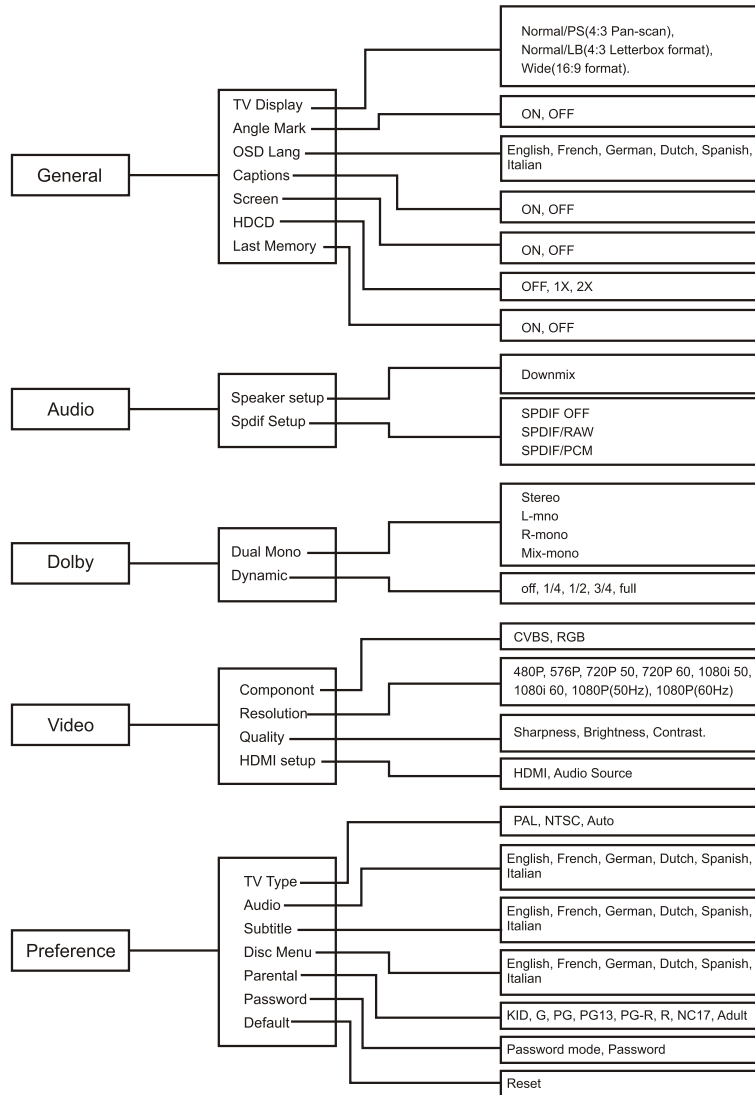 General
TV Display
Angle Mark
OSD Lang
Captions
Screen
HDCD
Last Memory
Normal/PS(4:3 Pan-scan),
Normal/LB(4:3 Letterbox format),
Wide(16:9 format).
ON, OFF
English, French, German, Dutch, Spanish,
Italian
ON, OFF
ON, OFF
OFF, 1X, 2X
ON, OFF
Audio
Speaker setup
Spdif Setup
Downmix
SPDIF OFF
SPDIF/RAW
SPDIF/PCM
Dolby
Dual Mono
Dynamic
Stereo
L-mno
R-mono
Mix-mono
off, 1/4, 1/2, 3/4, full
Video
Componont
Resolution
Quality
HDMI setup
CVBS, RGB
480P, 576P, 720P 50, 720P 60, 1080i 50,
1080i 60, 1080P(50Hz), 1080P(60Hz)
Sharpness, Brightness, Contrast.
HDMI, Audio Source
Preference
TV Type
Audio
Subtitle
Disc Menu
Parental
Password
Default
PAL, NTSC, Auto
English, French, German, Dutch, Spanish,
Italian
English, French, German, Dutch, Spanish,
Italian
English, French, German, Dutch, Spanish,
Italian
KID, G, PG, PG13, PG-R, R, NC17, Adult
Password mode, Password
Reset